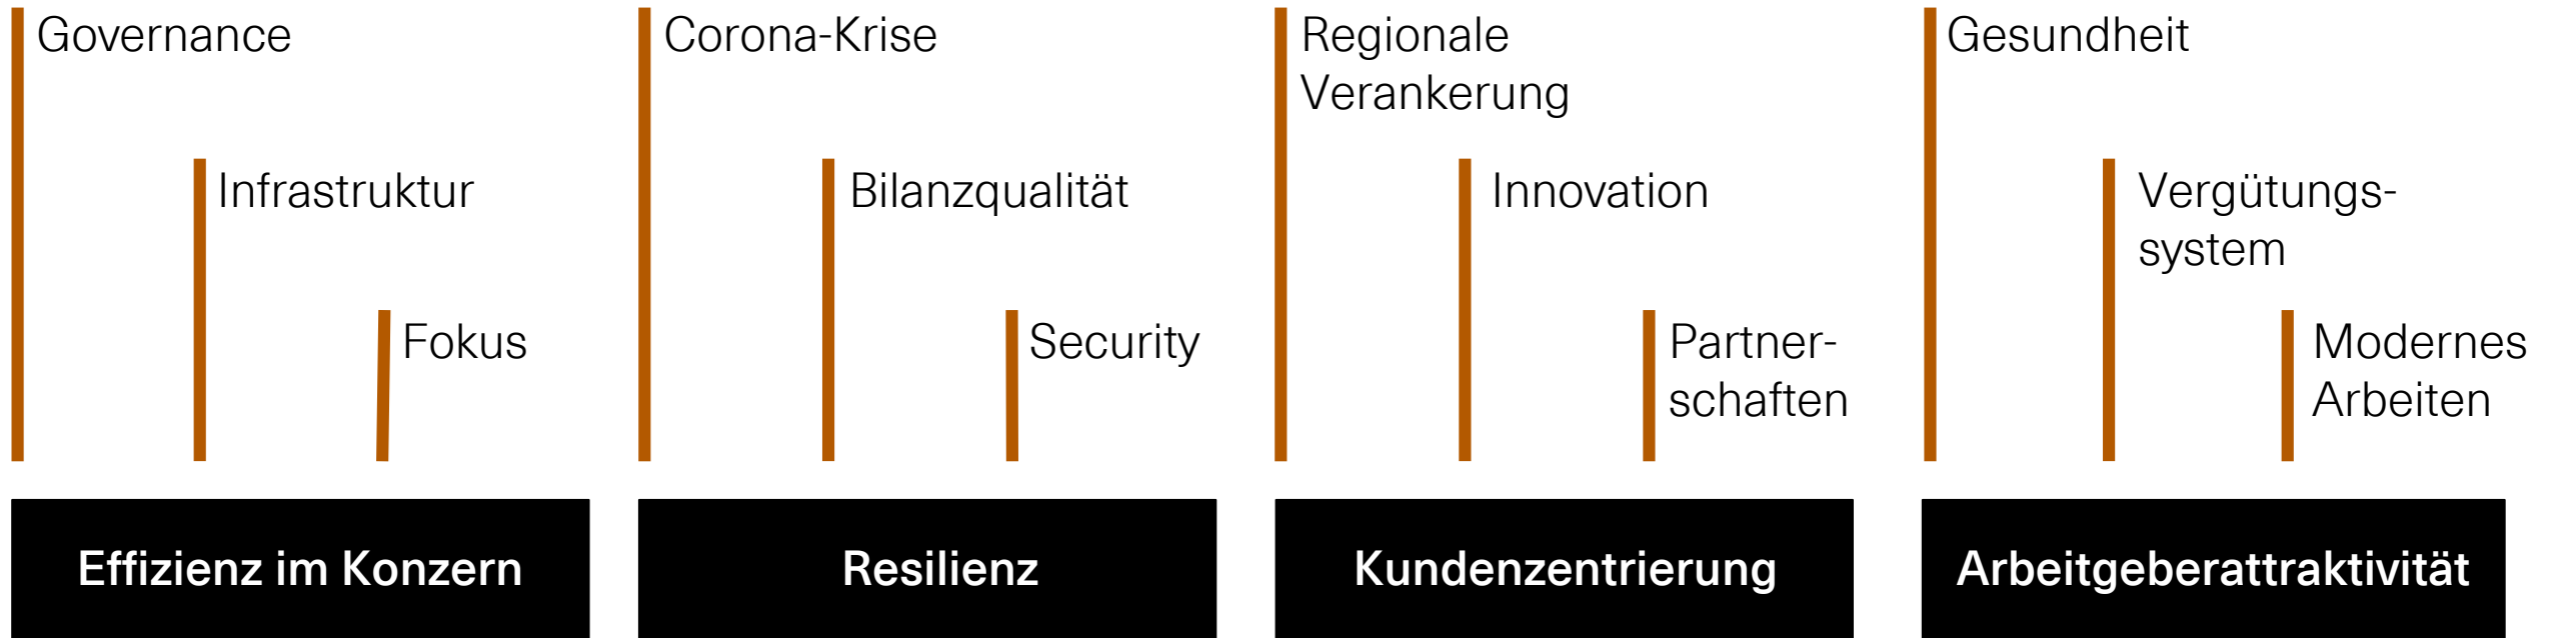 Governance
Infrastruktur
Fokus
Effizienz im Konzern
Corona-Krise
Bilanzqualität
Security
Resilienz
Regionale
Verankerung
Innovation
Partner-
schaften
Kundenzentrierung
Gesundheit
Vergütungs-
system
Modernes
Arbeiten
Arbeitgeberattraktivität